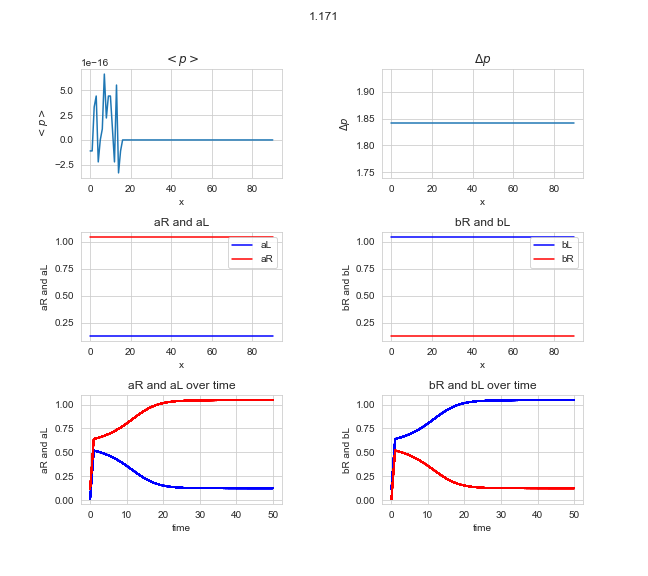 1.171
< p >
Δp
1e−16
5.0
2.5
0.0
−2.5
< p >
0 20 40 60 80
x
1.90
1.85
1.80
1.75
Δp
0 20 40 60 80
x
aR and aL
1.00
0.75
0.50
0.25
aR and aL
aL
aR
0 20 40 60 80
x
bR and bL
1.00
0.75
0.50
0.25
bR and bL
bL
bR
0 20 40 60 80
x
aR and aL over time
1.00
0.75
0.50
0.25
0.00
aR and aL
0 10 20 30 40 50
time
bR and bL over time
1.00
0.75
0.50
0.25
0.00
bR and bL
0 10 20 30 40 50
time